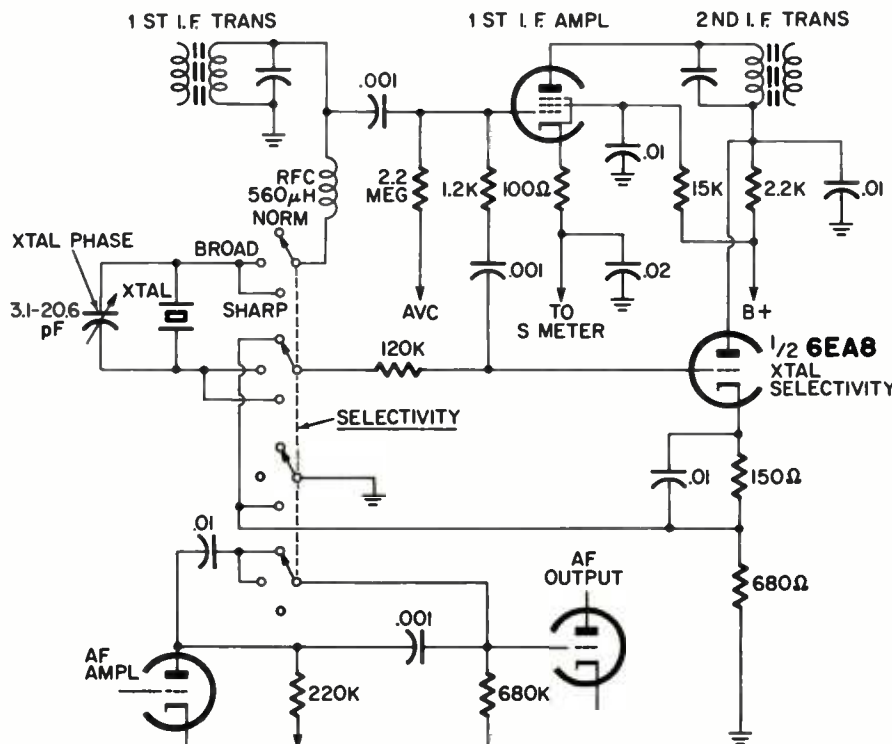 1 ST I.F. TRANS
1ST I.F. AMPL
2ND I.F. TRANS
.001
RFC
560µH
NORM
2.2
MEG
1.2K
100Ω
.01
15K
2.2K
.01
XTAL PHASE
BROAD
XTAL
SHARP
3.1-20.6
pF
.001
.02
AVC
TO
S METER
B+
120K
1/2 6EA8
XTAL
SELECTIVITY
SELECTIVITY
.01
150Ω
.01
AF
OUTPUT
680Ω
.001
AF
AMPL
220K
680K